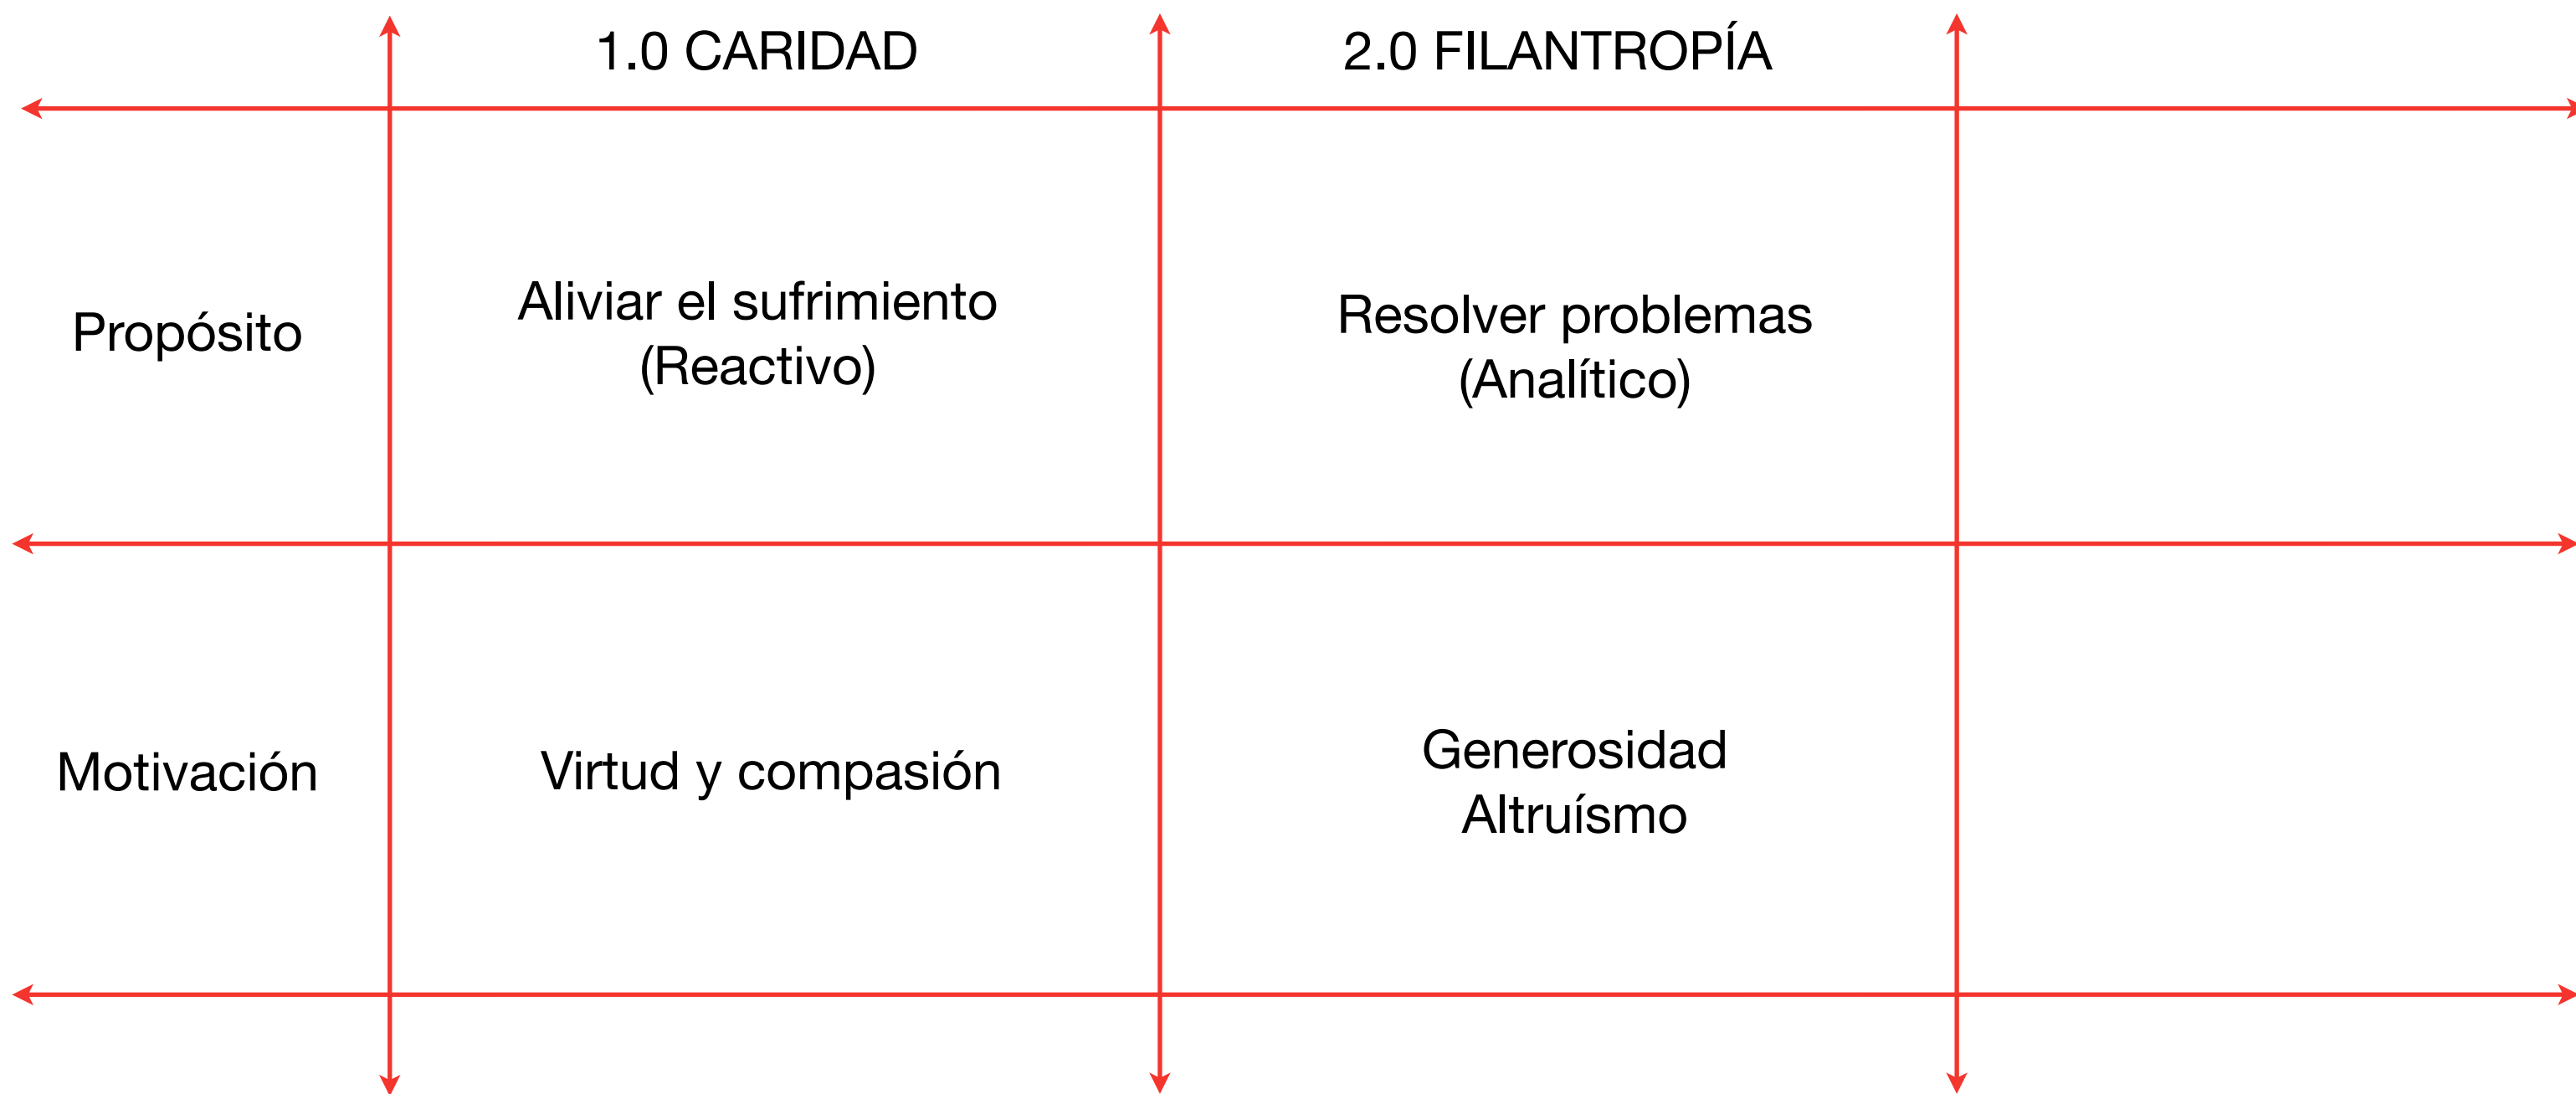 1.0 CARIDAD
2.0 FILANTROPÍA
Propósito
Aliviar el sufrimiento
(Reactivo)
Resolver problemas
(Analítico)
Motivación
Virtud y compasión
Generosidad
Altruísmo